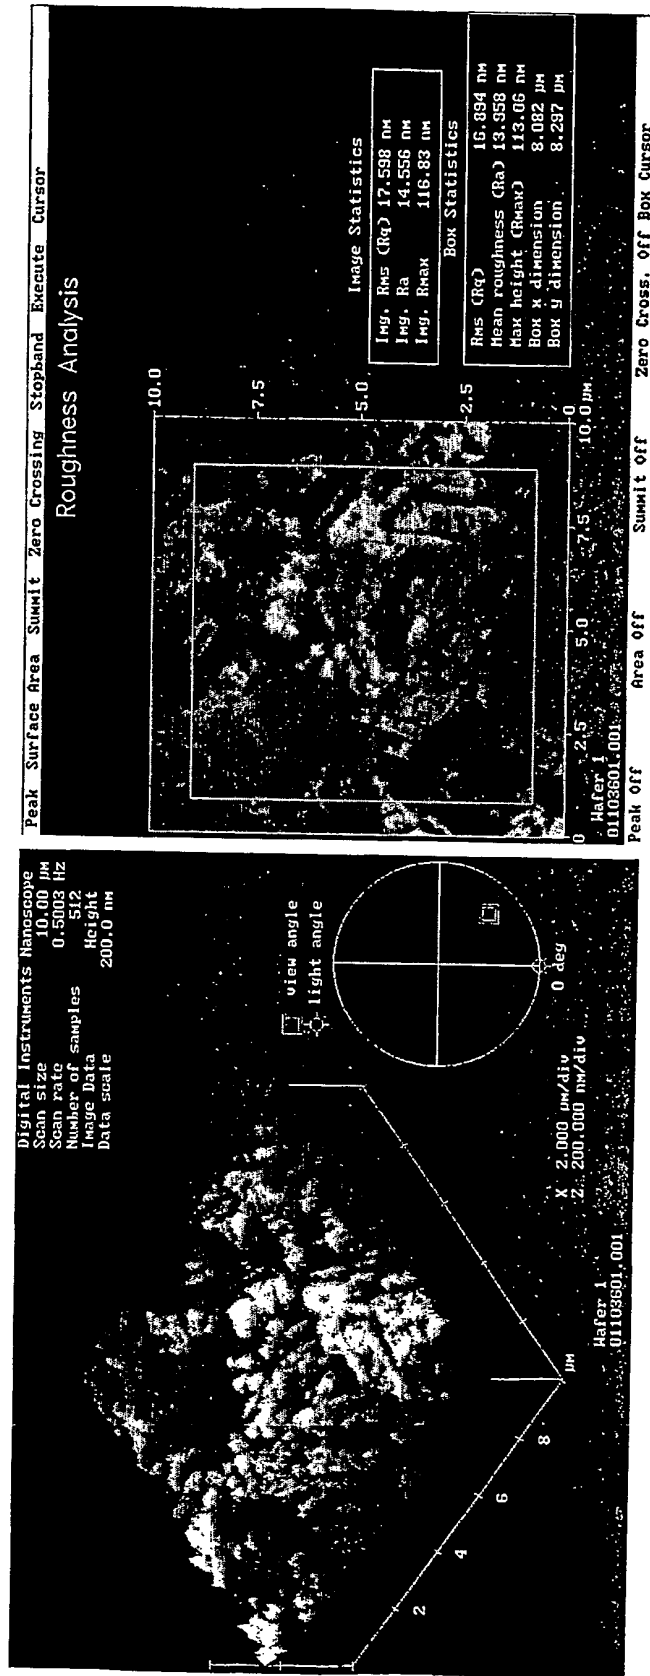 Peak Surface Area Summit Zero Crossing Stopband Execute Cursor
Roughness Analysis
Image Statistics
Img. Rms (Rq) 17.598 nm
Img. Ra 14.556 nm
Img. Rmax 116.83 nm
Box Statistics
Rms (Rq) 16.894 nm
Mean roughness (Ra) 13.958 nm
Max height (Rmax) 113.06 nm
Box x dimension 8.082 µm
Box y dimension 8.297 µm
10.0
7.5
5.0
2.5
0
0 2.5 5.0 7.5 10.0 µm
Wafer 1
01103601.001
Peak Off Area Off Summit Off Zero Cross. Off Box Cursor
Digital Instruments Nanoscope
Scan size 10.00 µm
Scan rate 0.5003 Hz
Number of samples 512
Image Data Height
Data scale 200.0 nm
view angle
light angle
0 deg
2
4
6
8
µm
X 2.000 µm/div
Z 200.000 nm/div
Wafer 1
01103601.001